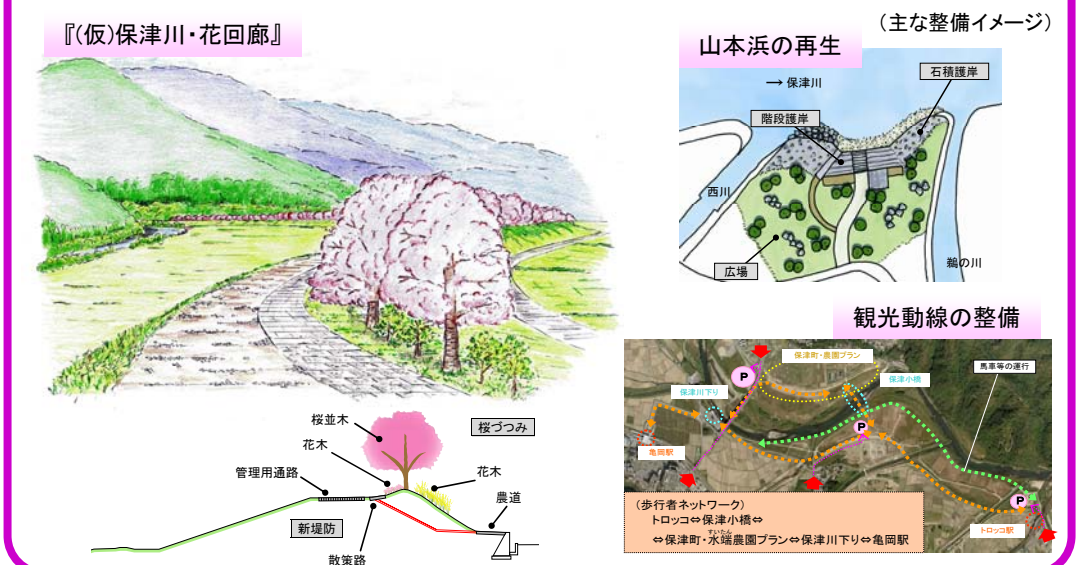 (主な整備イメージ)
『(仮)保津川・花回廊』
山本浜の再生
→ 保津川
石積護岸
階段護岸
西川
鵜の川
広場
桜並木
桜づつみ
花木
花木
管理用通路
農道
新堤防
散策路
観光動線の整備
保津町・農園プラン
馬車等の運行
P
保津川下り
保津小橋
P
亀岡駅
P
トロッコ駅
(歩行者ネットワーク)
トロッコ⇔保津小橋⇔
すいたん
⇔保津町・水端農園プラン⇔保津川下り⇔亀岡駅